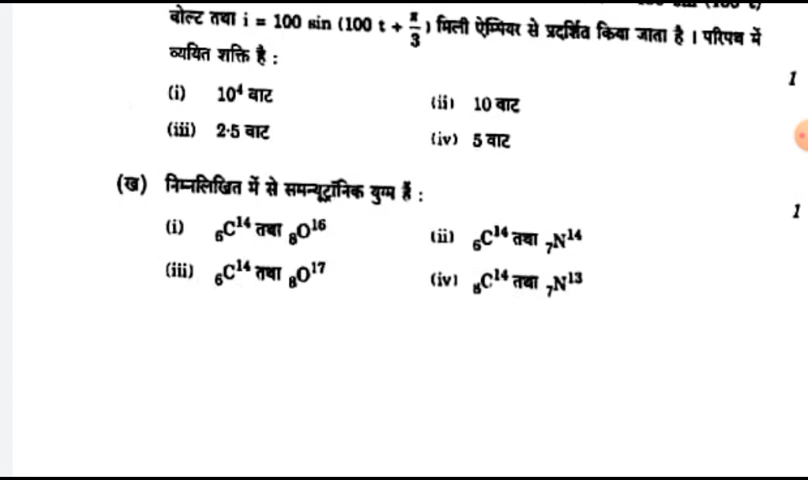 वोल्ट तथा i = 100 sin (100 t + π/3) मिली ऐम्पियर से प्रदर्शित किया जाता है । परिपथ में
व्ययित शक्ति है :
1
(i) 10⁴ वाट (ii) 10 वाट
(iii) 2·5 वाट (iv) 5 वाट
(ख) निम्नलिखित में से समन्यूट्रॉनिक युग्म हैं :
1
(i) ₆C¹⁴ तथा ₈O¹⁶ (ii) ₆C¹⁴ तथा ₇N¹⁴
(iii) ₆C¹⁴ तथा ₈O¹⁷ (iv) ₈C¹⁴ तथा ₇N¹³